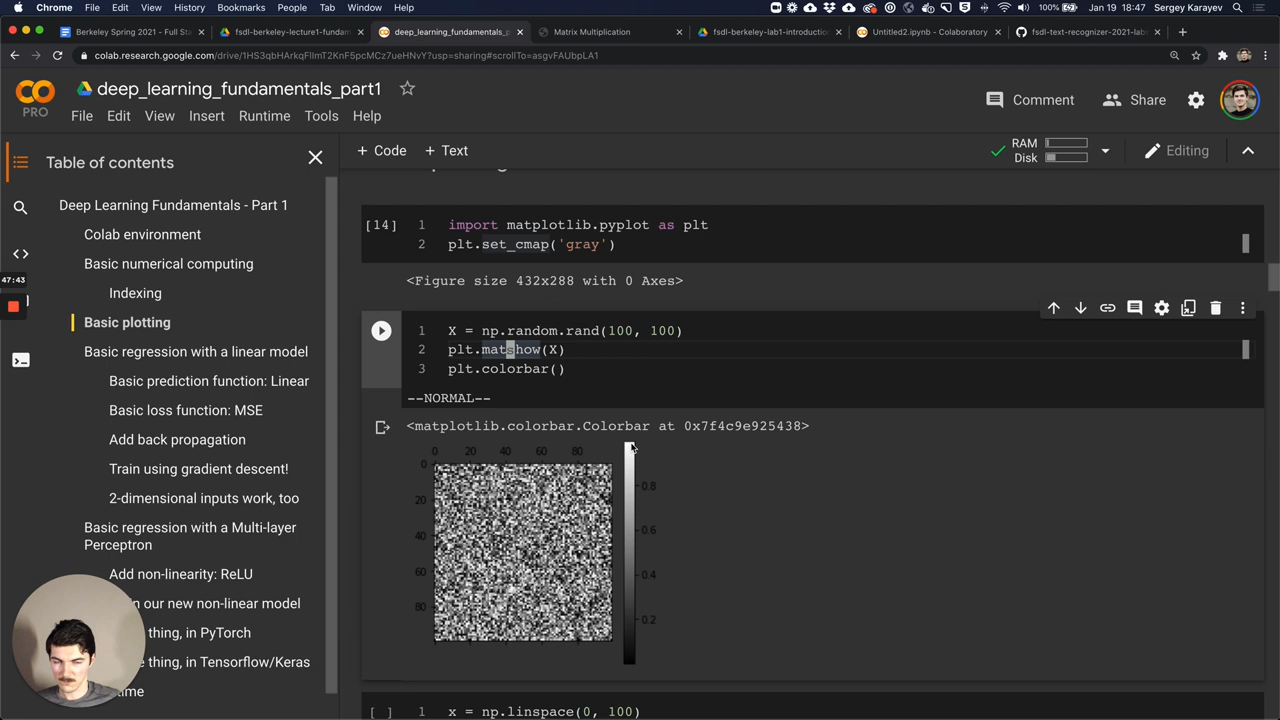 Chrome File Edit View History Bookmarks People Tab Window Help 100% Jan 19 18:47 Sergey Karayev
Berkeley Spring 2021 - Full Sta fsdl-berkeley-lecture1-fundam deep_learning_fundamentals_p Matrix Multiplication fsdl-berkeley-lab1-introduction Untitled2.ipynb - Colaboratory fsdl-text-recognizer-2021-labs
colab.research.google.com/drive/1HS3qbHArkqFlImT2KnF5pcMCz7ueHNvY?usp=sharing#scrollTo=asgvFAUbpL1
PRO
deep_learning_fundamentals_part1
File Edit View Insert Runtime Tools Help
Comment Share
Table of contents
+ Code + Text
RAM
Disk
Editing
Deep Learning Fundamentals - Part 1
Colab environment
Basic numerical computing
Indexing
Basic plotting
Basic regression with a linear model
Basic prediction function: Linear
Basic loss function: MSE
Add back propagation
Train using gradient descent!
2-dimensional inputs work, too
Basic regression with a Multi-layer
Perceptron
Add non-linearity: ReLU
our new non-linear model
thing, in PyTorch
thing, in Tensorflow/Keras
time
47:43
[14] 1 import matplotlib.pyplot as plt
2 plt.set_cmap('gray')
<Figure size 432x288 with 0 Axes>
1 X = np.random.rand(100, 100)
2 plt.matshow(X)
3 plt.colorbar()
--NORMAL--
<matplotlib.colorbar.Colorbar at 0x7f4c9e925438>
0 20 40 60 80
0
20
40
60
80
0.8
0.6
0.4
0.2
[ ] 1 x = np.linspace(0, 100)